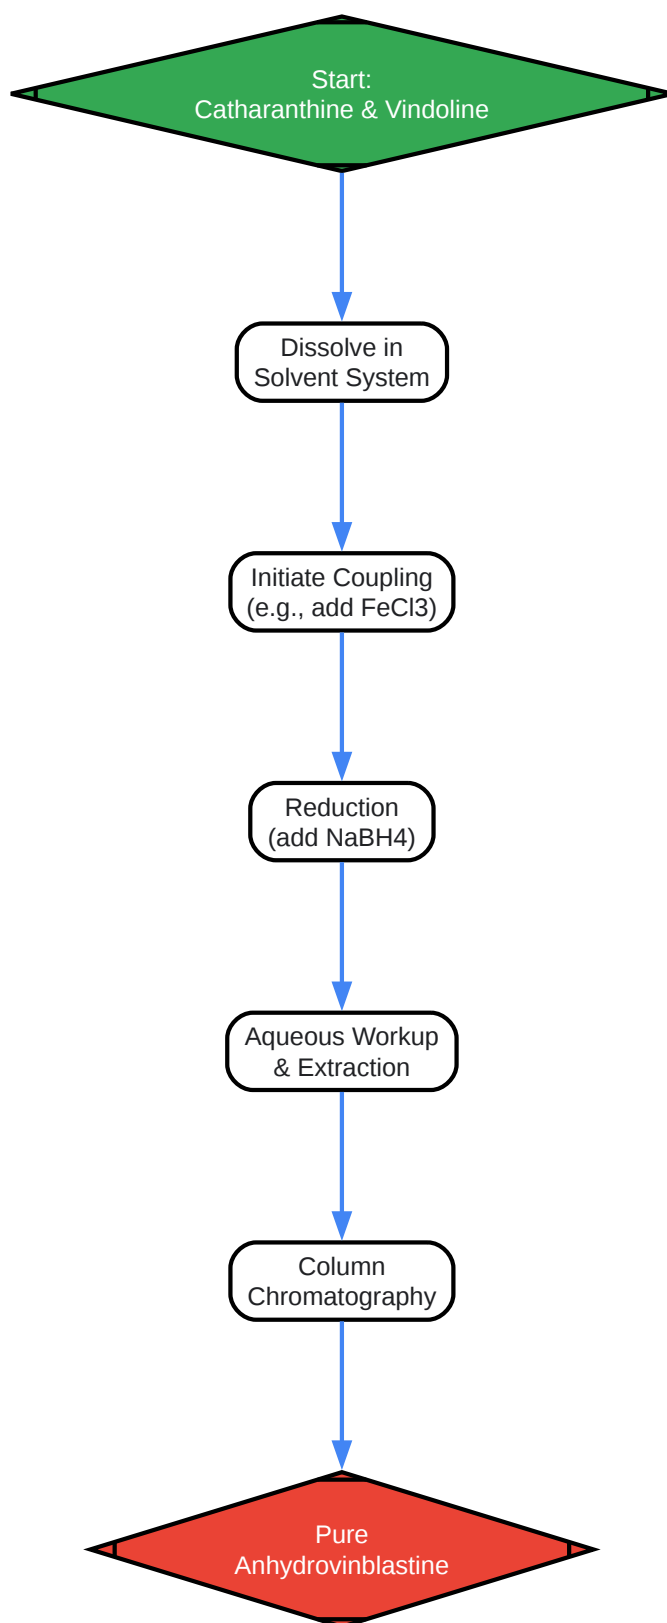 Start:
Catharanthine & Vindoline
Dissolve in
Solvent System
Initiate Coupling
(e.g., add FeCl3)
Reduction
(add NaBH4)
Aqueous Workup
& Extraction
Column
Chromatography
Pure
Anhydrovinblastine